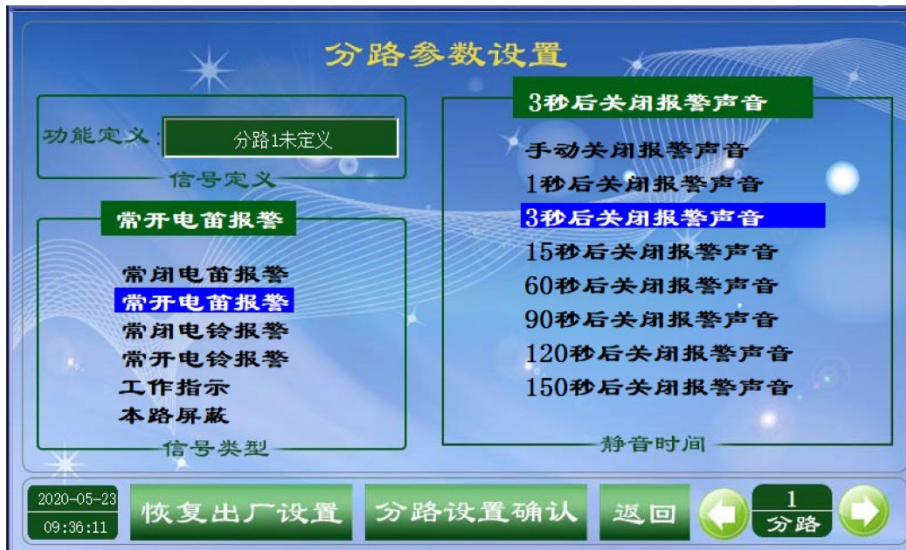 分路参数设置
功能定义:
分路1未定义
信号定义
常开电苗报警
常闭电苗报警
常开电苗报警
常闭电铃报警
常开电铃报警
工作指示
本路屏蔽
信号类型
3秒后关闭报警声音
手动关闭报警声音
1秒后关闭报警声音
3秒后关闭报警声音
15秒后关闭报警声音
60秒后关闭报警声音
90秒后关闭报警声音
120秒后关闭报警声音
150秒后关闭报警声音
静音时间
2020-05-23
09:36:11
恢复出厂设置
分路设置确认
返回
1
分路